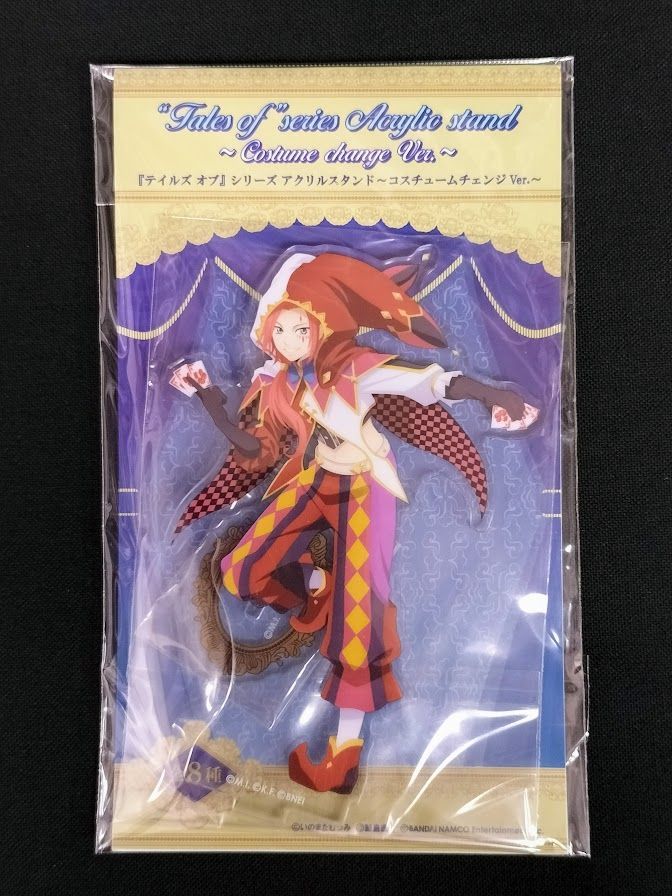 “Tales of” series Acrylic stand
～Costume change Ver.～
『テイルズ オブ』シリーズ アクリルスタンド～コスチュームチェンジ Ver.～
©M.I.
8種
©M.I. ©K.F. ©BNEI
©いのまたむつみ ©藤島康介 ©BANDAI NAMCO Entertainment Inc.